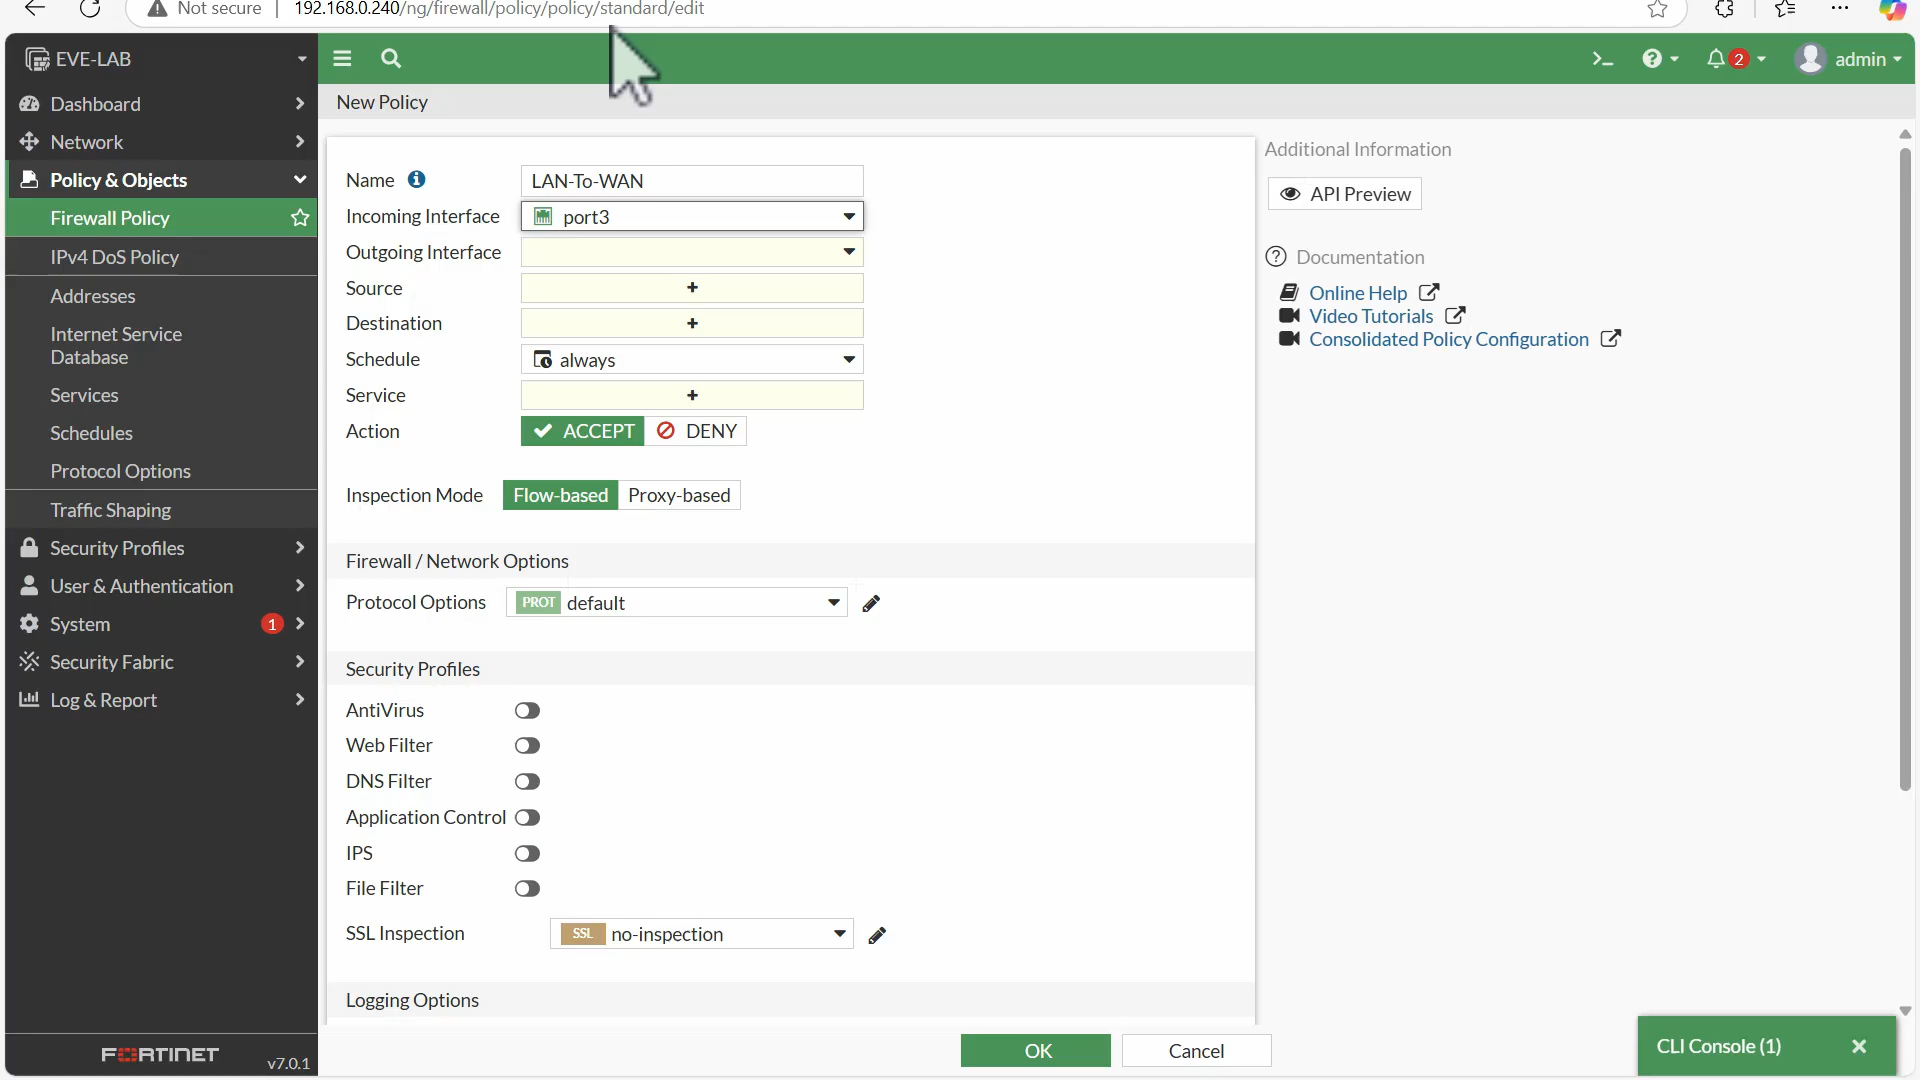 Not secure
192.168.0.240/ng/firewall/policy/policy/standard/edit
EVE-LAB
2
admin
Dashboard
Network
Policy & Objects
Firewall Policy
IPv4 DoS Policy
Addresses
Internet Service
Database
Services
Schedules
Protocol Options
Traffic Shaping
Security Profiles
User & Authentication
System
1
Security Fabric
Log & Report
FORTINET
v7.0.1
New Policy
Name
LAN-To-WAN
Incoming Interface
port3
Outgoing Interface
Source
+
Destination
+
Schedule
always
Service
+
Action
ACCEPT
DENY
Inspection Mode
Flow-based
Proxy-based
Firewall / Network Options
Protocol Options
PROT
default
Security Profiles
AntiVirus
Web Filter
DNS Filter
Application Control
IPS
File Filter
SSL Inspection
SSL
no-inspection
Logging Options
OK
Cancel
Additional Information
API Preview
Documentation
Online Help
Video Tutorials
Consolidated Policy Configuration
CLI Console (1)